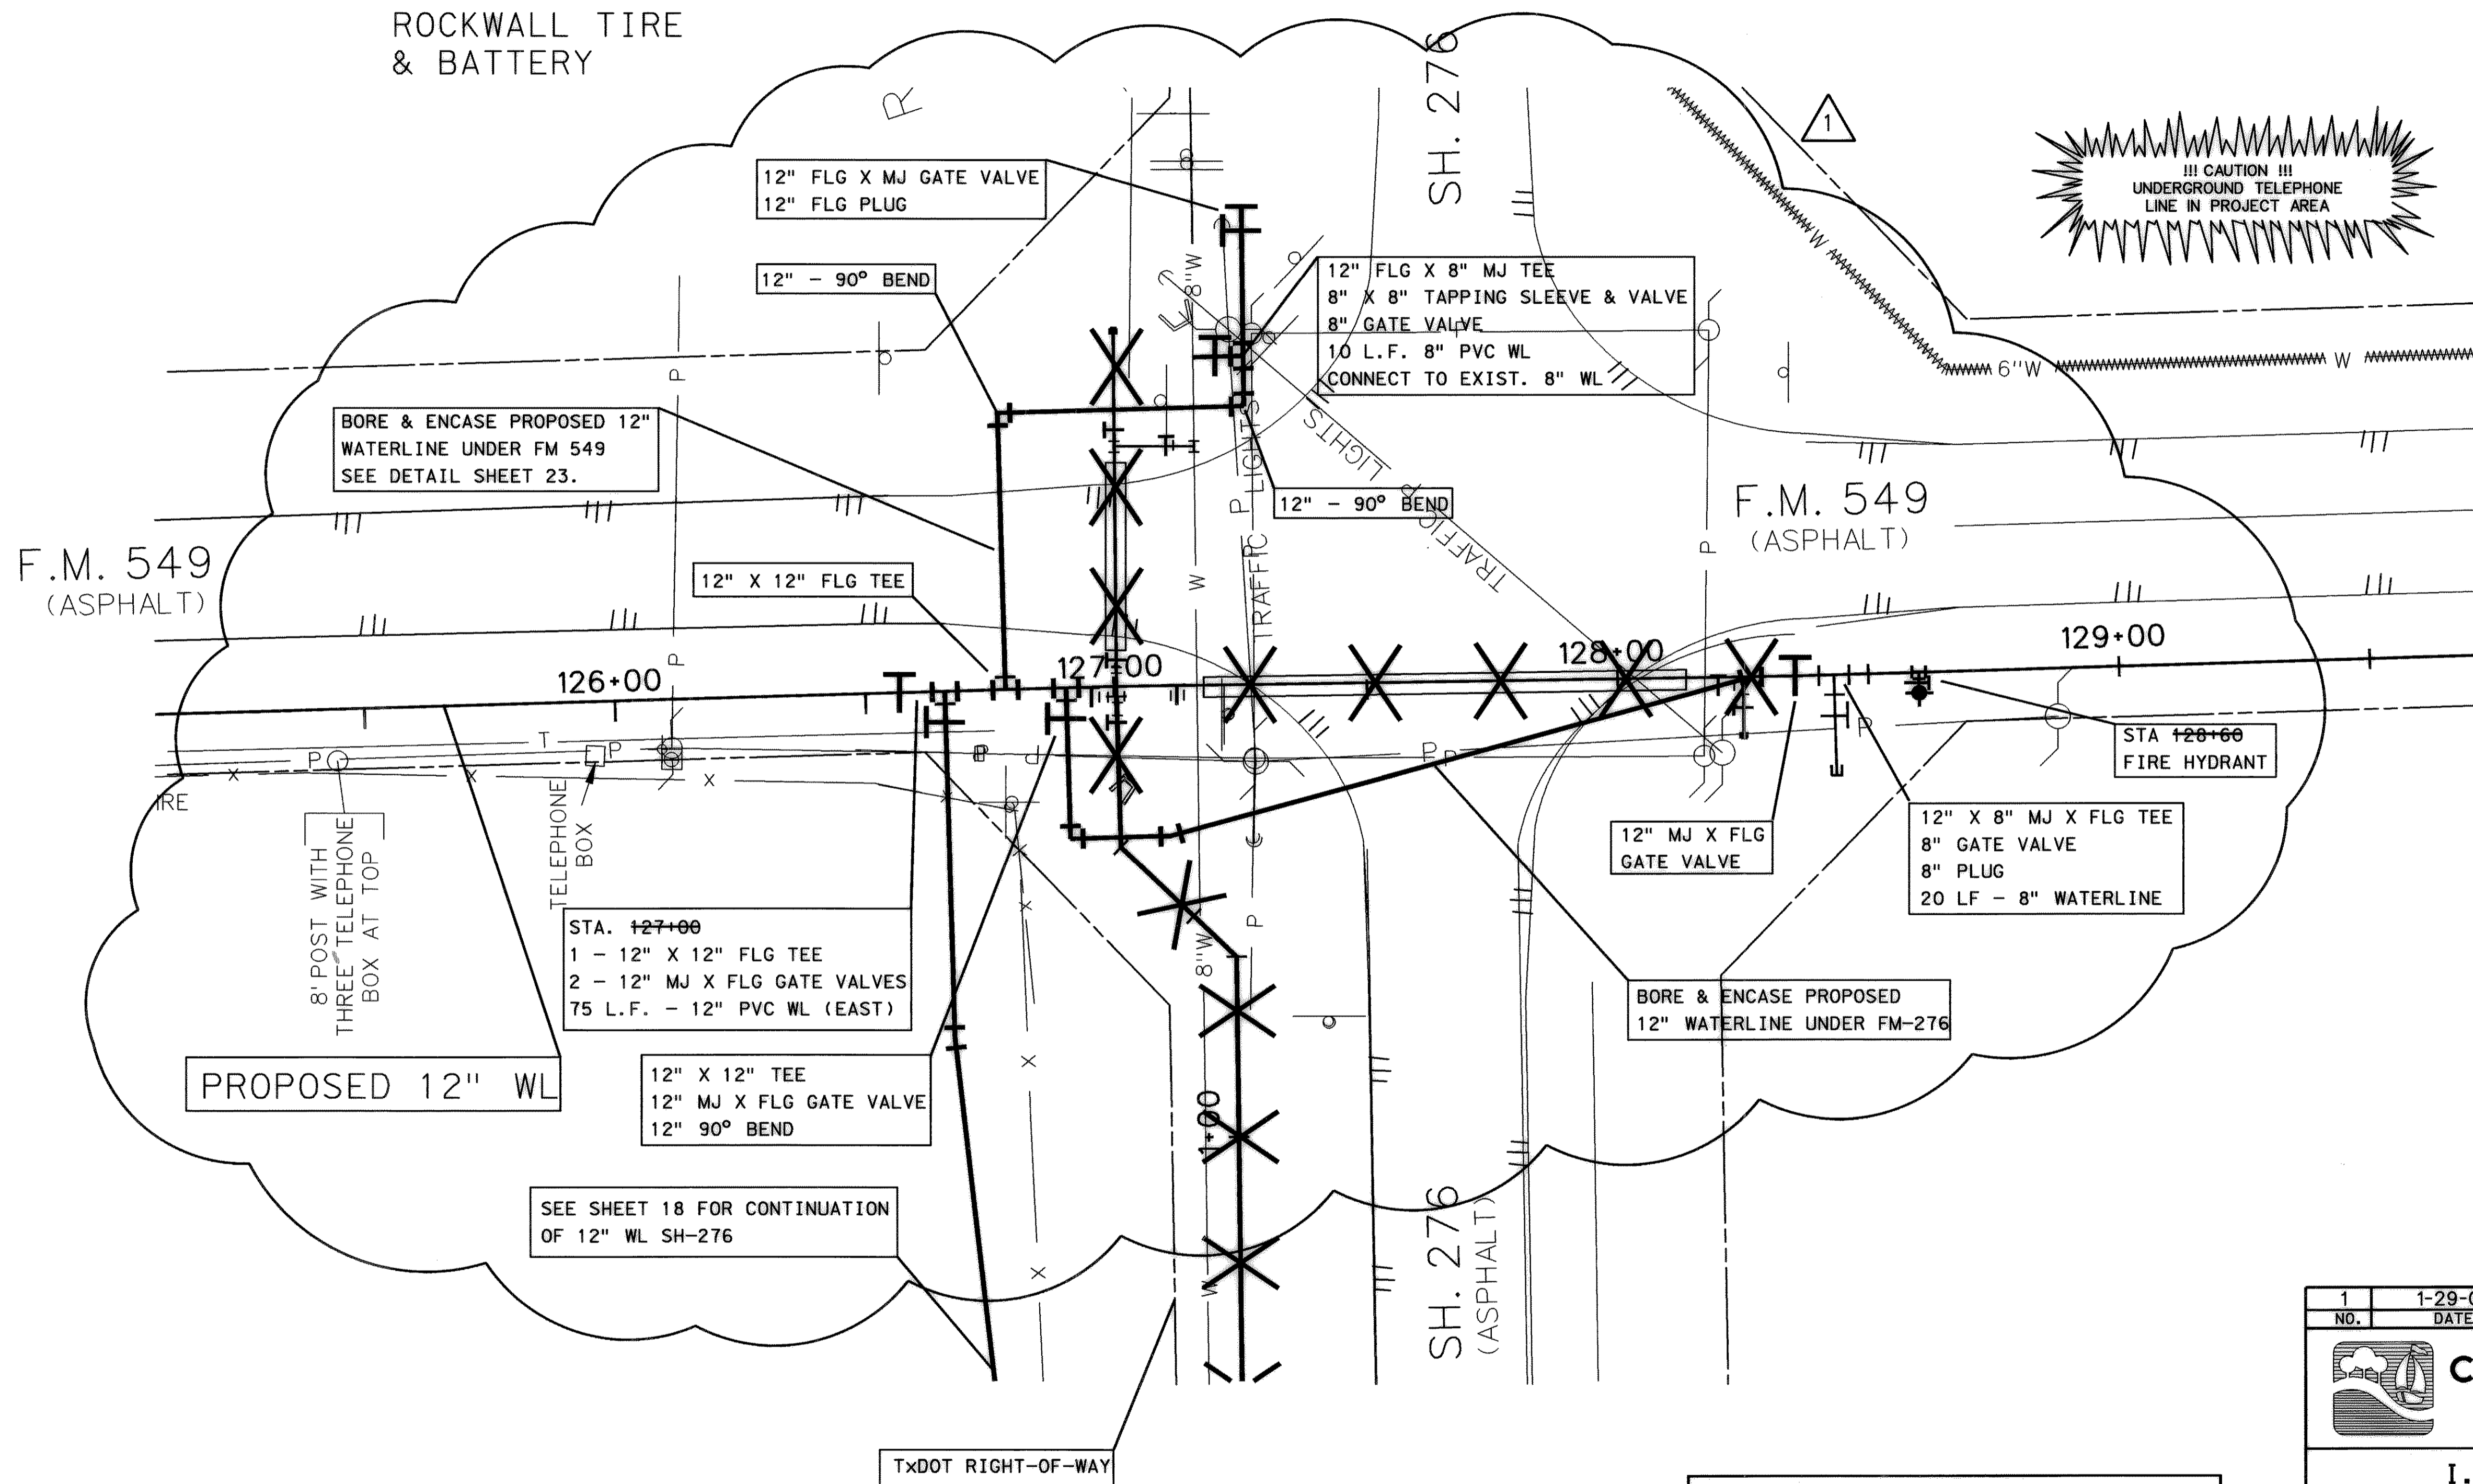 ROCKWALL TIRE
& BATTERY
R
SH. 276
1
!!! CAUTION !!!
UNDERGROUND TELEPHONE
LINE IN PROJECT AREA
12" FLG X MJ GATE VALVE
12" FLG PLUG
12" - 90° BEND
8"W
12" FLG X 8" MJ TEE
8" X 8" TAPPING SLEEVE & VALVE
8" GATE VALVE
10 L.F. 8" PVC WL
CONNECT TO EXIST. 8" WL
W
W
6"W
W
P
BORE & ENCASE PROPOSED 12"
WATERLINE UNDER FM 549
SEE DETAIL SHEET 23.
12" - 90° BEND
TRAFFIC LIGHTS
TRAFFIC LIGHTS
P
P
W
F.M. 549
(ASPHALT)
F.M. 549
(ASPHALT)
12" X 12" FLG TEE
126+00
127+00
128+00
129+00
P
T
P
P
X
X
X
IRE
P
P
P
P
STA 128+60
FIRE HYDRANT
8' POST WITH
THREE TELEPHONE
BOX AT TOP
TELEPHONE
BOX
12" MJ X FLG
GATE VALVE
12" X 8" MJ X FLG TEE
8" GATE VALVE
8" PLUG
20 LF - 8" WATERLINE
STA. 127+00
1 - 12" X 12" FLG TEE
2 - 12" MJ X FLG GATE VALVES
75 L.F. - 12" PVC WL (EAST)
X
X
8"W
P
BORE & ENCASE PROPOSED
12" WATERLINE UNDER FM-276
PROPOSED 12" WL
12" X 12" TEE
12" MJ X FLG GATE VALVE
12" 90° BEND
X
1+00
SEE SHEET 18 FOR CONTINUATION
OF 12" WL SH-276
X
W
SH. 276
(ASPHALT)
TxDOT RIGHT-OF-WAY
1 1-29-0
NO. DATE
C
I.